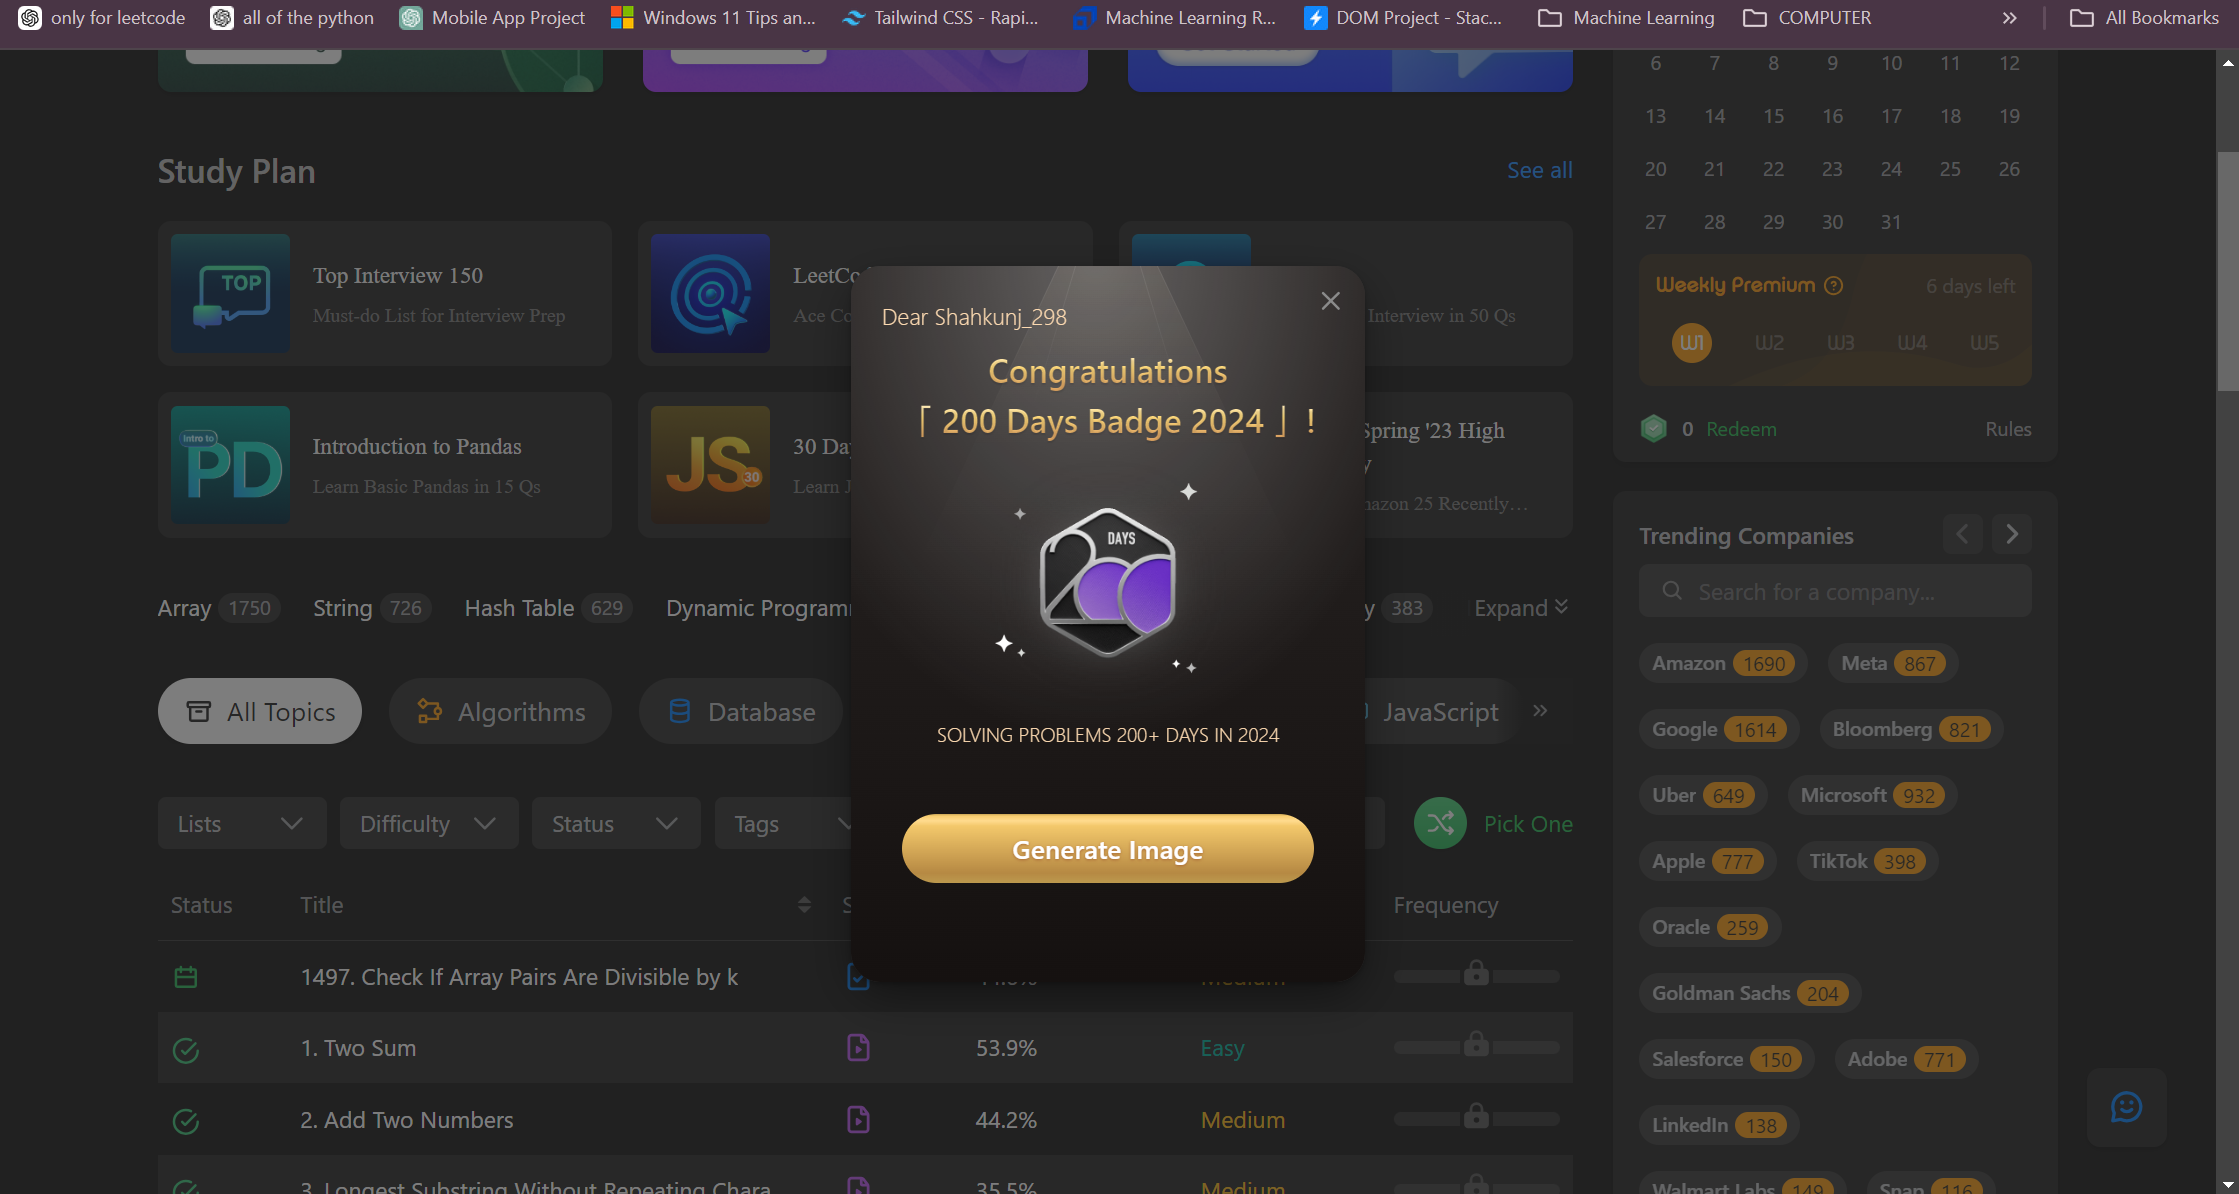 only for leetcode
all of the python
Mobile App Project
Windows 11 Tips an...
Tailwind CSS - Rapi...
Machine Learning R...
DOM Project - Stac...
Machine Learning
COMPUTER
All Bookmarks
6 7 8 9 10 11 12
13 14 15 16 17 18 19
20 21 22 23 24 25 26
27 28 29 30 31
Study Plan
See all
TOP
Top Interview 150
Must-do List for Interview Prep
LeetCo
Ace Co
Interview in 50 Qs
Intro to
PD
Introduction to Pandas
Learn Basic Pandas in 15 Qs
JS
30
30 Da
Learn J
Spring '23 High
y
azon 25 Recently…
Weekly Premium
6 days left
W1 W2 W3 W4 W5
0 Redeem
Rules
Dear Shahkunj_298
Congratulations
「 200 Days Badge 2024 」 !
DAYS
200
SOLVING PROBLEMS 200+ DAYS IN 2024
Generate Image
Array 1750
String 726
Hash Table 629
Dynamic Program
y 383
Expand
All Topics
Algorithms
Database
JavaScript
Lists
Difficulty
Status
Tags
Pick One
Status
Title
S
Frequency
1497. Check If Array Pairs Are Divisible by k
Medium
1. Two Sum
53.9%
Easy
2. Add Two Numbers
44.2%
Medium
3. Longest Substring Without Repeating Chara
35.5%
Medium
Trending Companies
Search for a company...
Amazon 1690
Meta 867
Google 1614
Bloomberg 821
Uber 649
Microsoft 932
Apple 777
TikTok 398
Oracle 259
Goldman Sachs 204
Salesforce 150
Adobe 771
LinkedIn 138
Walmart Labs 149
Snap 116